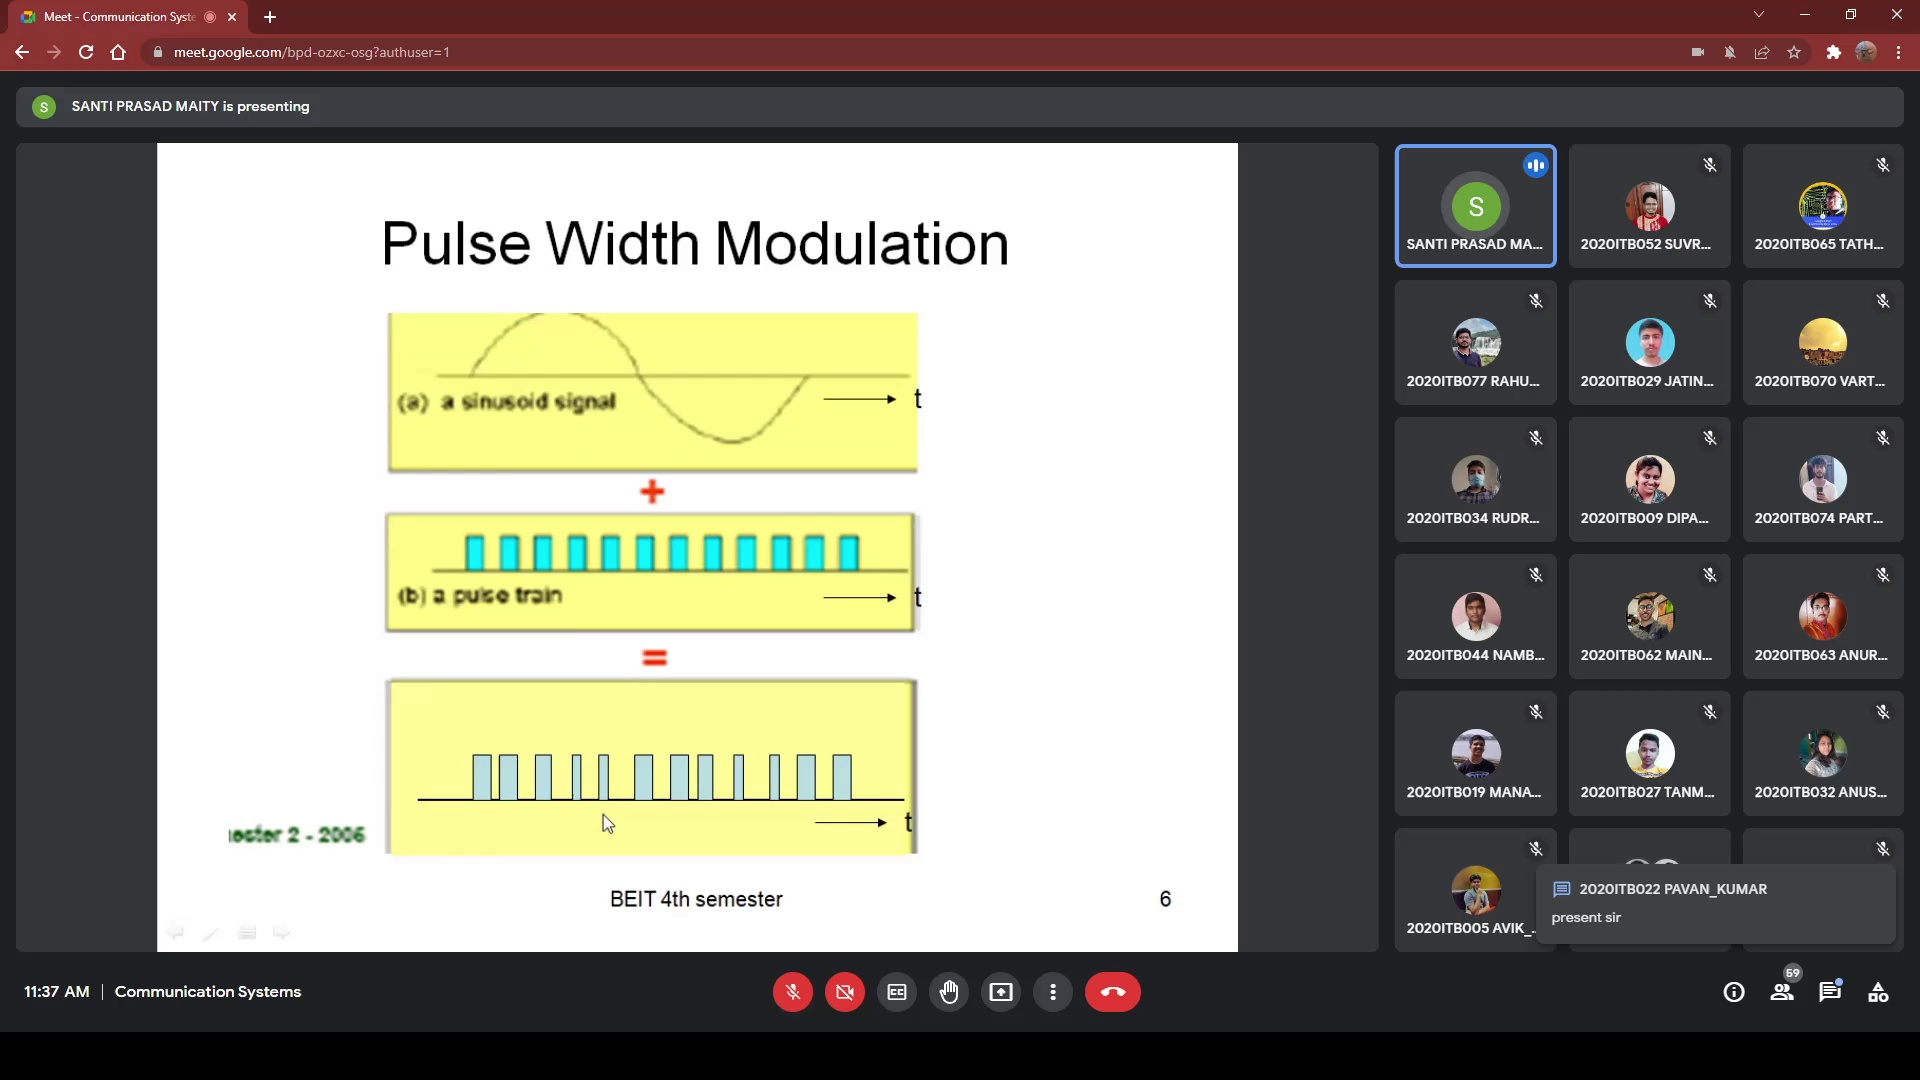 Meet - Communication Syste
meet.google.com/bpd-ozxc-osg?authuser=1
S
SANTI PRASAD MAITY is presenting
Pulse Width Modulation
(a) a sinusoid signal
t
+
(b) a pulse train
t
=
t
ester 2 - 2006
BEIT 4th semester
6
S
SANTI PRASAD MA...
2020ITB052 SUVR...
2020ITB065 TATH...
2020ITB077 RAHU...
2020ITB029 JATIN...
2020ITB070 VART...
2020ITB034 RUDR...
2020ITB009 DIPA...
2020ITB074 PART...
2020ITB044 NAMB...
2020ITB062 MAIN...
2020ITB063 ANUR...
2020ITB019 MANA...
2020ITB027 TANM...
2020ITB032 ANUS...
2020ITB005 AVIK_...
2020ITB022 PAVAN_KUMAR
present sir
11:37 AM | Communication Systems
59